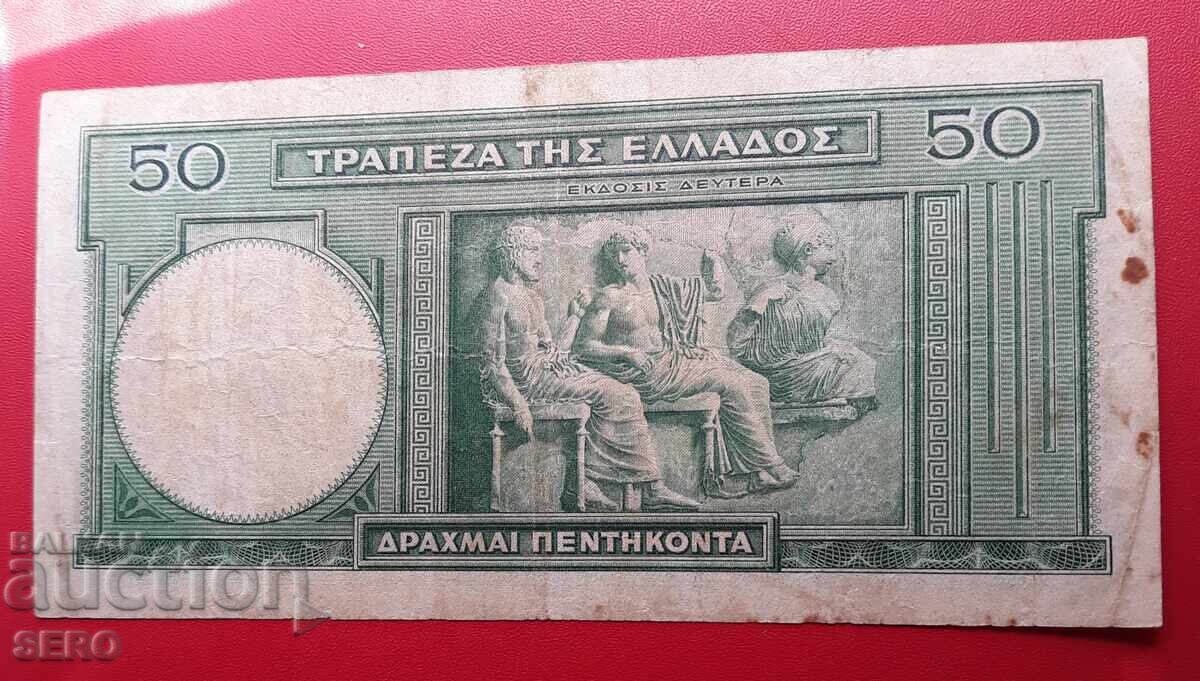 50 ΤΡΑΠΕΖΑ ΤΗΣ ΕΛΛΑΔΟΣ 50
ΕΚΔΟΣΙΣ ΔΕΥΤΕΡΑ
ΔΡΑΧΜΑΙ ΠΕΝΤΗΚΟΝΤΑ
BALKAN
auction
SERO